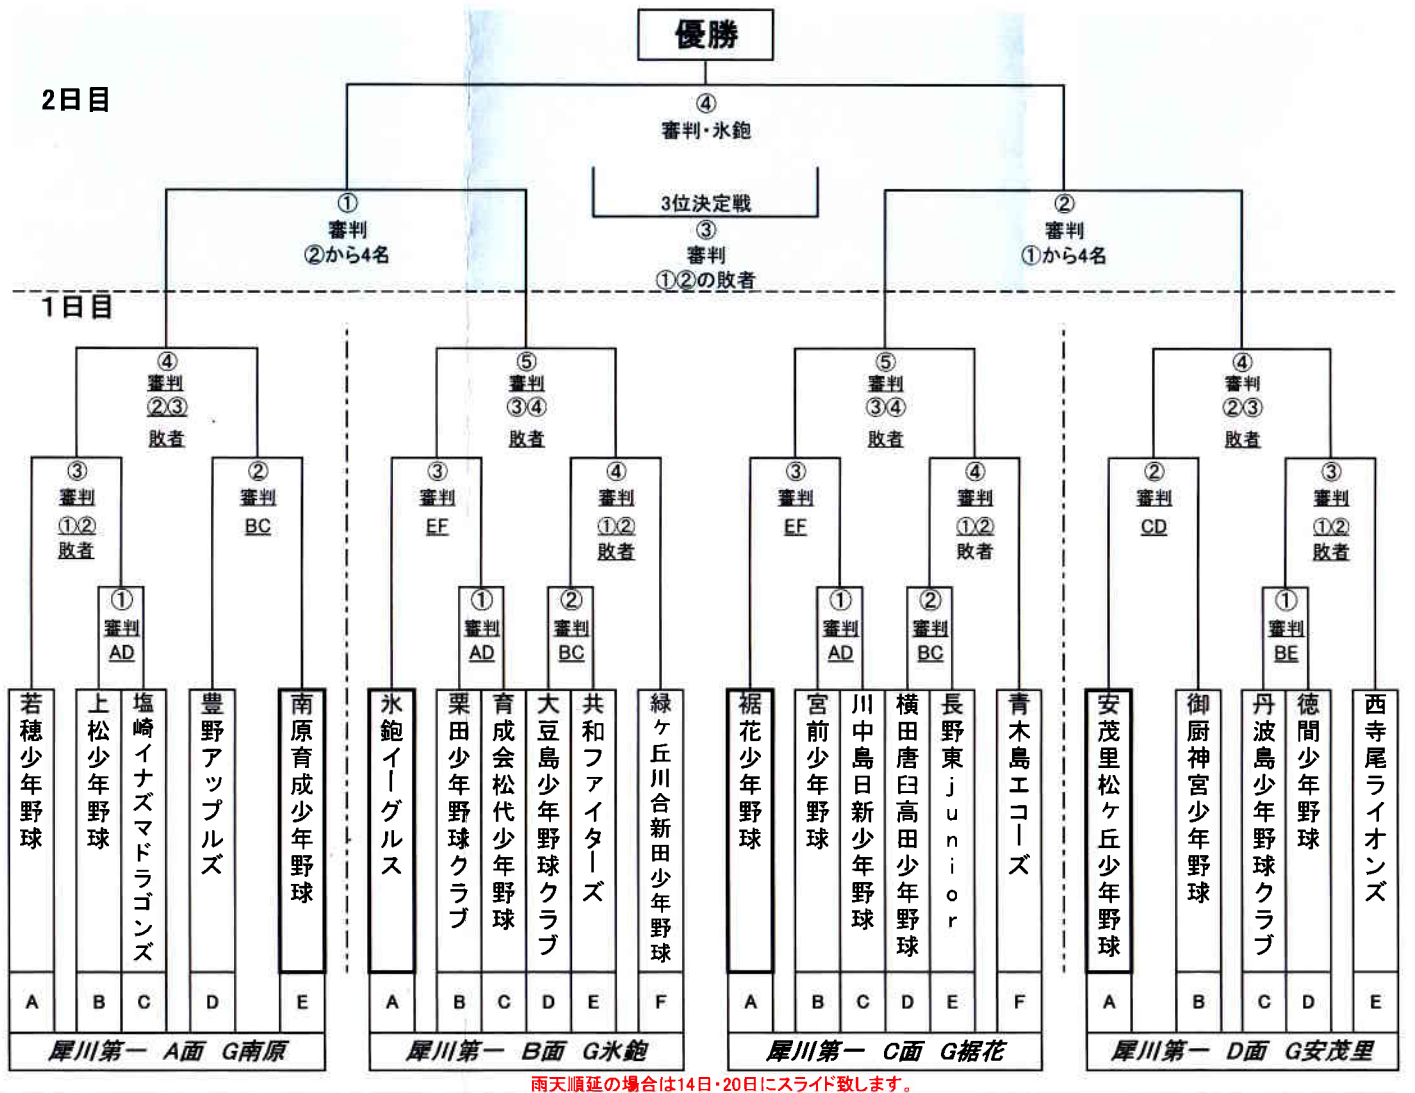 優勝
2日目
④
審判・氷鉋
①
審判
②から4名
3位決定戦
③
審判
①②の敗者
②
審判
①から4名
1日目
④
審判
②③
敗者
⑤
審判
③④
敗者
⑤
審判
③④
敗者
④
審判
②③
敗者
③
審判
①②
敗者
②
審判
BC
③
審判
EF
④
審判
①②
敗者
③
審判
EF
④
審判
①②
敗者
②
審判
CD
③
審判
①②
敗者
①
審判
AD
①
審判
AD
②
審判
BC
①
審判
AD
②
審判
BC
①
審判
BE
若穂少年野球
上松少年野球
塩崎イナズマドラゴンズ
豊野アップルズ
南原育成少年野球
氷鉋イーグルス
栗田少年野球クラブ
育成会松代少年野球
大豆島少年野球クラブ
共和ファイターズ
緑ヶ丘川合新田少年野球
裾花少年野球
宮前少年野球
川中島日新少年野球
横田唐臼高田少年野球
長野東junior
青木島エコーズ
安茂里松ヶ丘少年野球
御厨神宮少年野球
丹波島少年野球クラブ
徳間少年野球
西寺尾ライオンズ
A B C D E
A B C D E F
A B C D E F
A B C D E
犀川第一 A面 G南原
犀川第一 B面 G氷鉋
犀川第一 C面 G裾花
犀川第一 D面 G安茂里
雨天順延の場合は14日・20日にスライド致します。